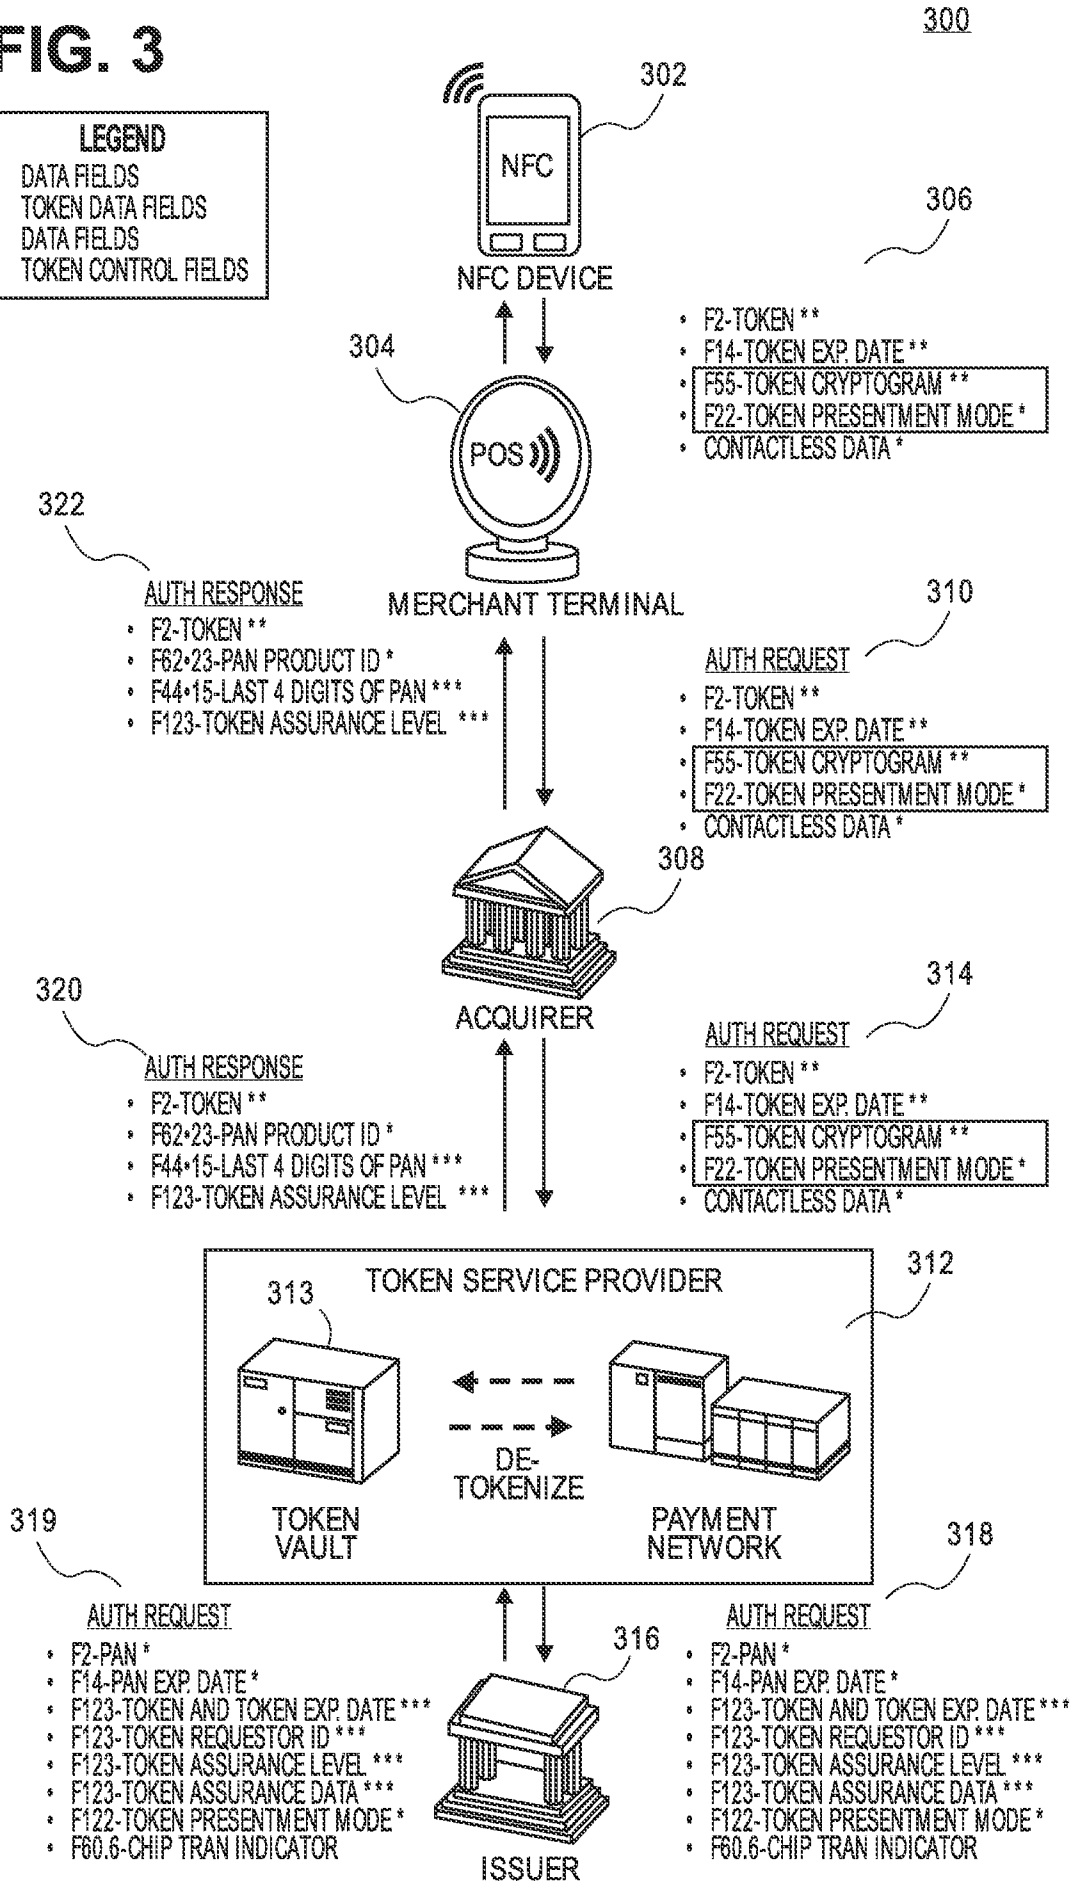 300
FIG. 3
LEGEND
DATA FIELDS
TOKEN DATA FIELDS
DATA FIELDS
TOKEN CONTROL FIELDS
302
NFC
NFC DEVICE
306
• F2-TOKEN **
• F14-TOKEN EXP. DATE **
• F55-TOKEN CRYPTOGRAM **
• F22-TOKEN PRESENTMENT MODE *
• CONTACTLESS DATA *
304
POS
MERCHANT TERMINAL
322
AUTH RESPONSE
• F2-TOKEN **
• F62•23-PAN PRODUCT ID *
• F44•15-LAST 4 DIGITS OF PAN ***
• F123-TOKEN ASSURANCE LEVEL ***
310
AUTH REQUEST
• F2-TOKEN **
• F14-TOKEN EXP. DATE **
• F55-TOKEN CRYPTOGRAM **
• F22-TOKEN PRESENTMENT MODE *
• CONTACTLESS DATA *
308
ACQUIRER
320
AUTH RESPONSE
• F2-TOKEN **
• F62•23-PAN PRODUCT ID *
• F44•15-LAST 4 DIGITS OF PAN ***
• F123-TOKEN ASSURANCE LEVEL ***
314
AUTH REQUEST
• F2-TOKEN **
• F14-TOKEN EXP. DATE **
• F55-TOKEN CRYPTOGRAM **
• F22-TOKEN PRESENTMENT MODE *
• CONTACTLESS DATA *
312
TOKEN SERVICE PROVIDER
313
DE-
TOKENIZE
TOKEN
VAULT
PAYMENT
NETWORK
319
AUTH REQUEST
• F2-PAN *
• F14-PAN EXP. DATE *
• F123-TOKEN AND TOKEN EXP. DATE ***
• F123-TOKEN REQUESTOR ID ***
• F123-TOKEN ASSURANCE LEVEL ***
• F123-TOKEN ASSURANCE DATA ***
• F122-TOKEN PRESENTMENT MODE *
• F60.6-CHIP TRAN INDICATOR
316
ISSUER
318
AUTH REQUEST
• F2-PAN *
• F14-PAN EXP. DATE *
• F123-TOKEN AND TOKEN EXP. DATE ***
• F123-TOKEN REQUESTOR ID ***
• F123-TOKEN ASSURANCE LEVEL ***
• F123-TOKEN ASSURANCE DATA ***
• F122-TOKEN PRESENTMENT MODE *
• F60.6-CHIP TRAN INDICATOR